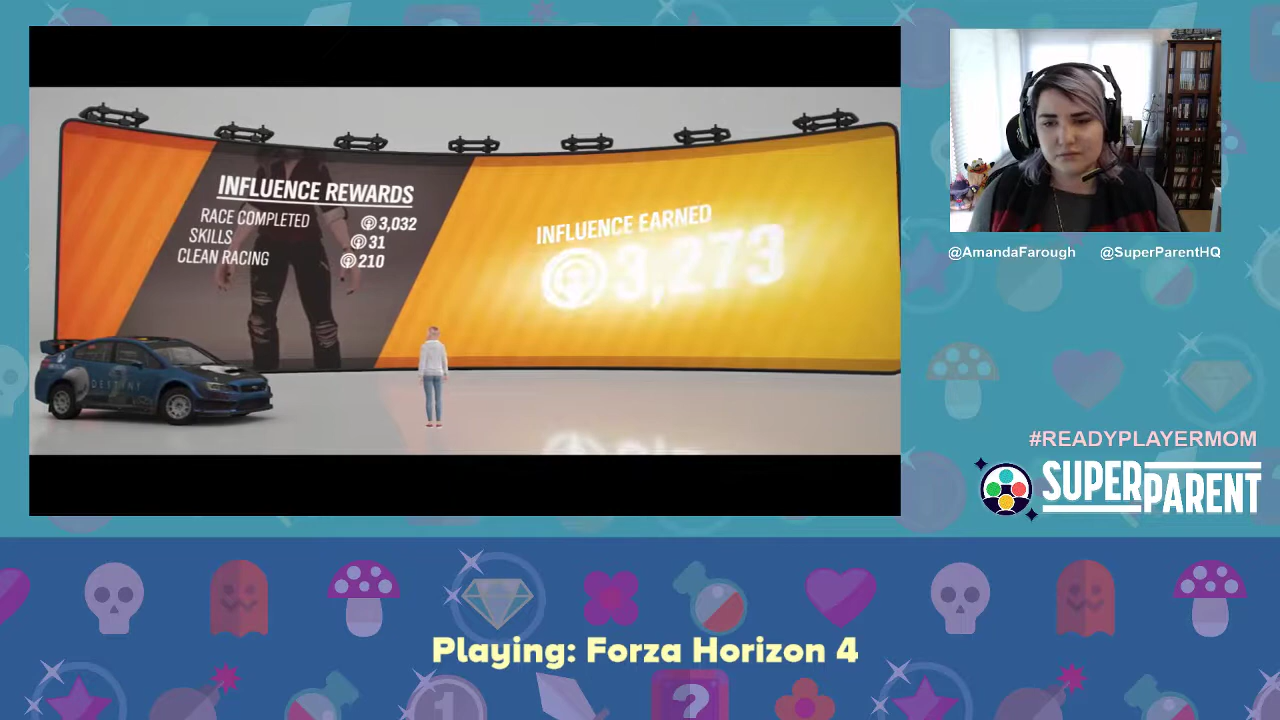 INFLUENCE REWARDS
RACE COMPLETED 3,032
SKILLS 31
CLEAN RACING 210
INFLUENCE EARNED
3,273
DESTINY
@AmandaFarough @SuperParentHQ
#READYPLAYERMOM
SUPERPARENT
1 ?
Playing: Forza Horizon 4